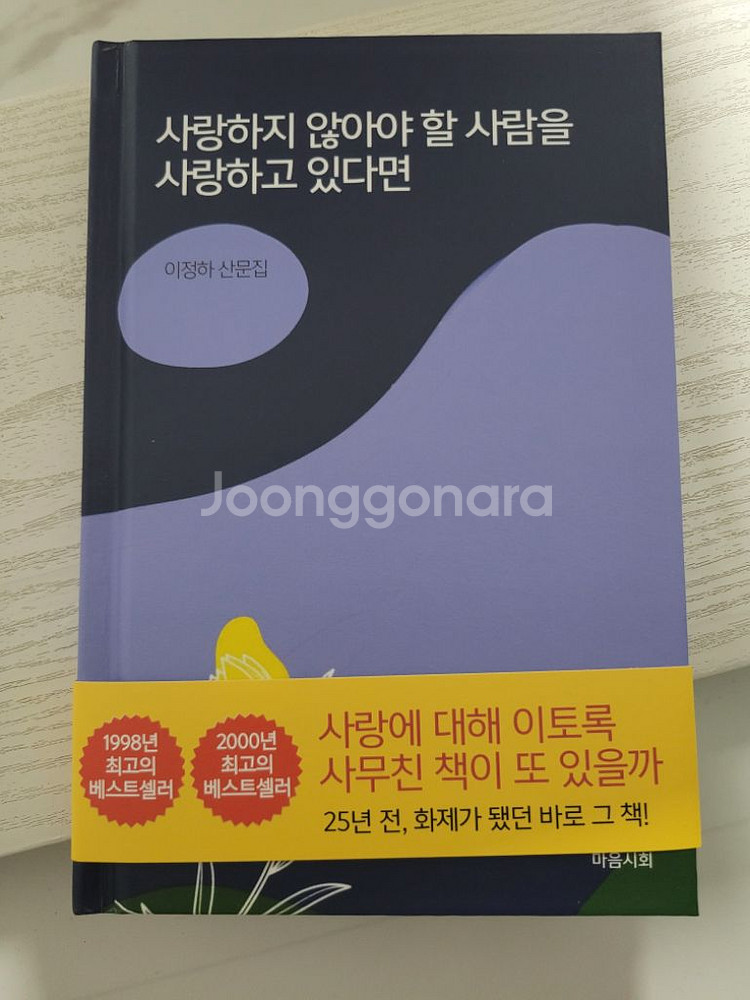 사랑하지 않아야 할 사람을
사랑하고 있다면
이정하 산문집
Joonggonara
1998년
최고의
베스트셀러
2000년
최고의
베스트셀러
사랑에 대해 이토록
사무친 책이 또 있을까
25년 전, 화제가 됐던 바로 그 책!
마음시회